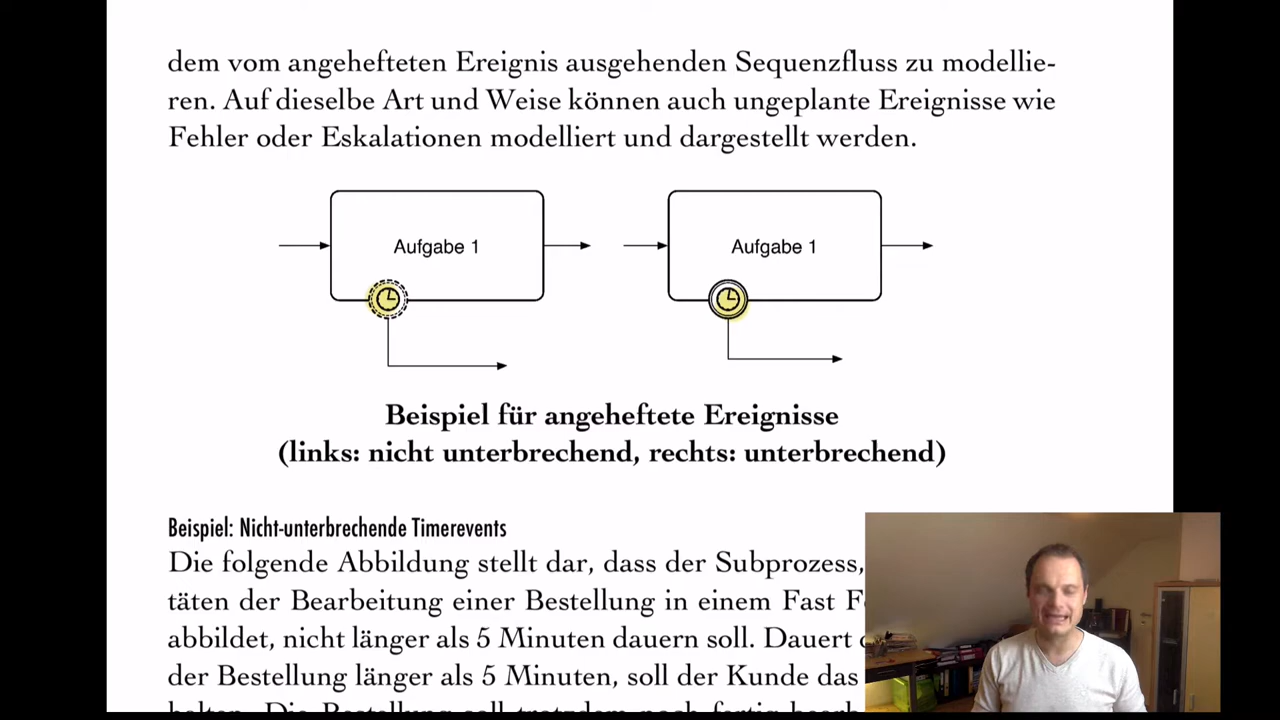 dem vom angehefteten Ereignis ausgehenden Sequenzfluss zu modellie-
ren. Auf dieselbe Art und Weise können auch ungeplante Ereignisse wie
Fehler oder Eskalationen modelliert und dargestellt werden.
Aufgabe 1 Aufgabe 1
Beispiel für angeheftete Ereignisse
(links: nicht unterbrechend, rechts: unterbrechend)
Beispiel: Nicht-unterbrechende Timerevents
Die folgende Abbildung stellt dar, dass der Subprozess,
täten der Bearbeitung einer Bestellung in einem Fast
abbildet, nicht länger als 5 Minuten dauern soll. Dauert
der Bestellung länger als 5 Minuten, soll der Kunde das